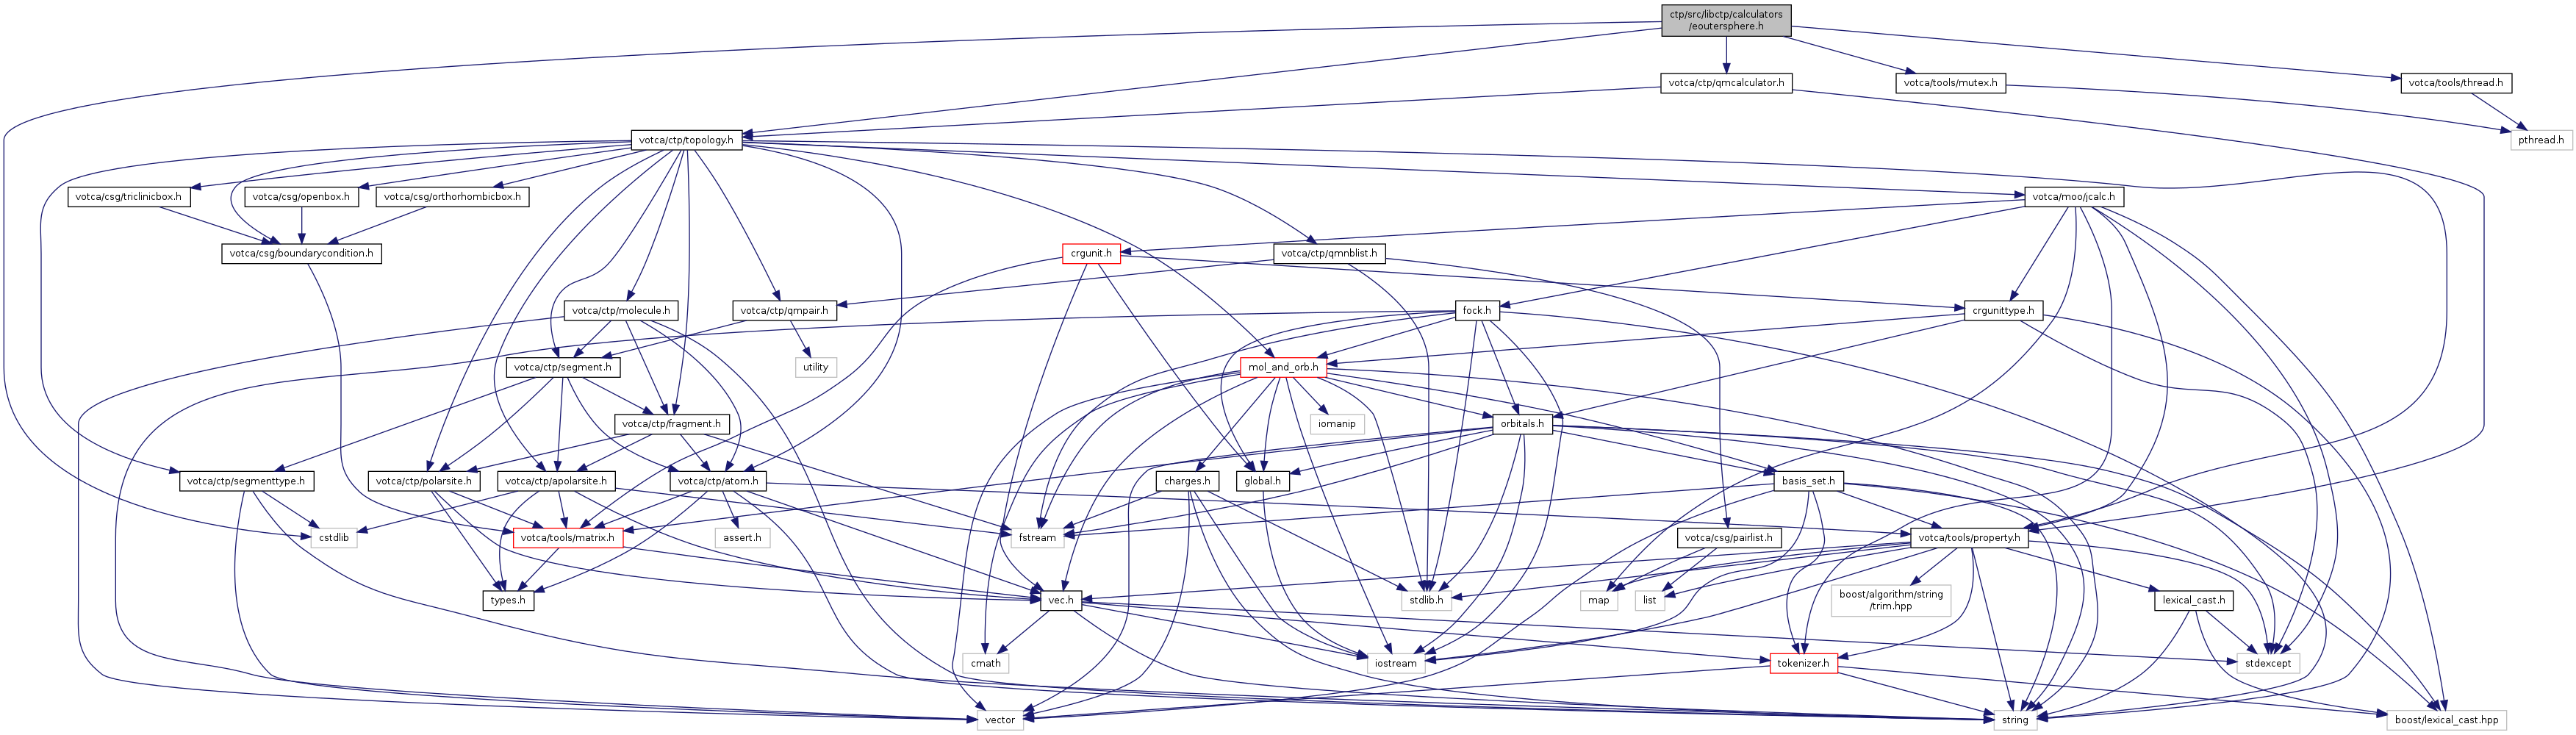 ctp/src/libctp/calculators
/eoutersphere.h
votca/ctp/qmcalculator.h
votca/tools/mutex.h
votca/tools/thread.h
votca/ctp/topology.h
pthread.h
votca/csg/triclinicbox.h
votca/csg/openbox.h
votca/csg/orthorhombicbox.h
votca/moo/jcalc.h
votca/csg/boundarycondition.h
crgunit.h
votca/ctp/qmnblist.h
votca/ctp/molecule.h
votca/ctp/qmpair.h
fock.h
crgunittype.h
votca/ctp/segment.h
utility
mol_and_orb.h
votca/ctp/fragment.h
iomanip
orbitals.h
votca/ctp/segmenttype.h
votca/ctp/polarsite.h
votca/ctp/apolarsite.h
votca/ctp/atom.h
charges.h
global.h
basis_set.h
cstdlib
votca/tools/matrix.h
assert.h
fstream
votca/csg/pairlist.h
votca/tools/property.h
types.h
vec.h
stdlib.h
map
list
boost/algorithm/string
/trim.hpp
lexical_cast.h
cmath
iostream
tokenizer.h
stdexcept
vector
string
boost/lexical_cast.hpp